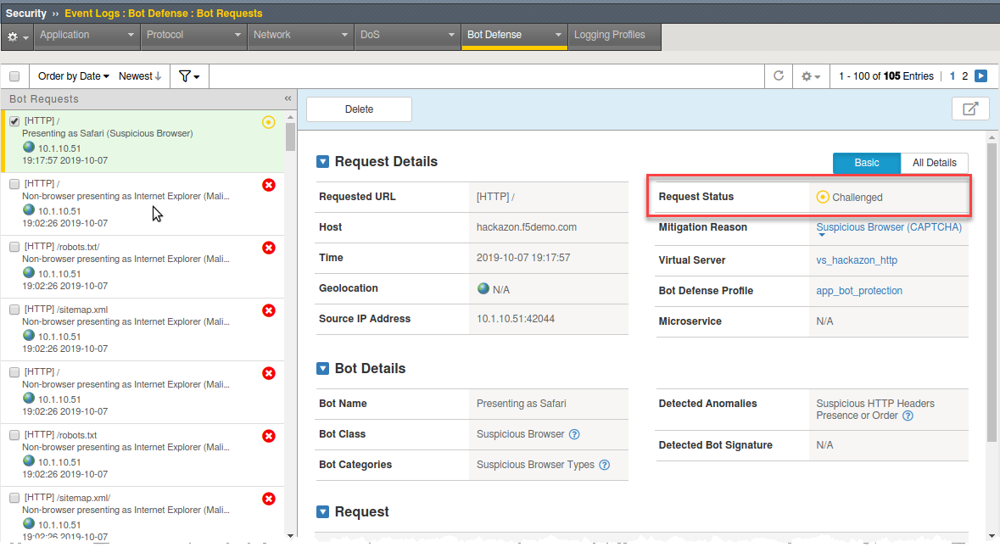 Security ›› Event Logs : Bot Defense : Bot Requests
Application Protocol Network DoS Bot Defense Logging Profiles
Order by Date Newest 1 - 100 of 105 Entries | 1 2
Bot Requests «
Delete
[HTTP] /
Presenting as Safari (Suspicious Browser)
10.1.10.51
19:17:57 2019-10-07
[HTTP] /
Non-browser presenting as Internet Explorer (Mali...
10.1.10.51
19:02:26 2019-10-07
[HTTP] /robots.txt/
Non-browser presenting as Internet Explorer (Mali...
10.1.10.51
19:02:26 2019-10-07
[HTTP] /sitemap.xml
Non-browser presenting as Internet Explorer (Mali...
10.1.10.51
19:02:26 2019-10-07
[HTTP] /
Non-browser presenting as Internet Explorer (Mali...
10.1.10.51
19:02:26 2019-10-07
[HTTP] /robots.txt
Non-browser presenting as Internet Explorer (Mali...
10.1.10.51
19:02:26 2019-10-07
[HTTP] /sitemap.xml/
Non-browser presenting as Internet Explorer (Mali...
10.1.10.51
19:02:26 2019-10-07
Request Details
Basic All Details
Requested URL [HTTP] /
Host hackazon.f5demo.com
Time 2019-10-07 19:17:57
Geolocation N/A
Source IP Address 10.1.10.51:42044
Request Status Challenged
Mitigation Reason Suspicious Browser (CAPTCHA)
Virtual Server vs_hackazon_http
Bot Defense Profile app_bot_protection
Microservice N/A
Bot Details
Bot Name Presenting as Safari
Bot Class Suspicious Browser ?
Bot Categories Suspicious Browser Types ?
Detected Anomalies Suspicious HTTP Headers
Presence or Order ?
Detected Bot Signature N/A
Request